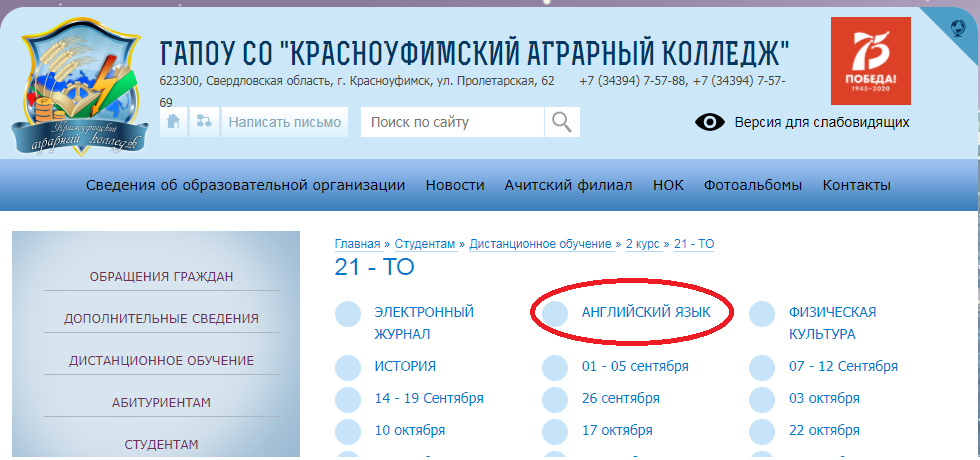 ГАПОУ СО "КРАСНОУФИМСКИЙ АГРАРНЫЙ КОЛЛЕДЖ"
623300, Свердловская область, г. Красноуфимск, ул. Пролетарская, 62 +7 (34394) 7-57-88, +7 (34394) 7-57-
69
Красноуфимский
аграрный колледж
75
ПОБЕДА!
1945-2020
Написать письмо
Поиск по сайту
Версия для слабовидящих
Сведения об образовательной организации Новости Ачитский филиал НОК Фотоальбомы Контакты
ОБРАЩЕНИЯ ГРАЖДАН
ДОПОЛНИТЕЛЬНЫЕ СВЕДЕНИЯ
ДИСТАНЦИОННОЕ ОБУЧЕНИЕ
АБИТУРИЕНТАМ
СТУДЕНТАМ
Главная » Студентам » Дистанционное обучение » 2 курс » 21 - ТО
21 - ТО
ЭЛЕКТРОННЫЙ
ЖУРНАЛ
АНГЛИЙСКИЙ ЯЗЫК
ФИЗИЧЕСКАЯ
КУЛЬТУРА
ИСТОРИЯ
01 - 05 сентября
07 - 12 Сентября
14 - 19 Сентября
26 сентября
03 октября
10 октября
17 октября
22 октября